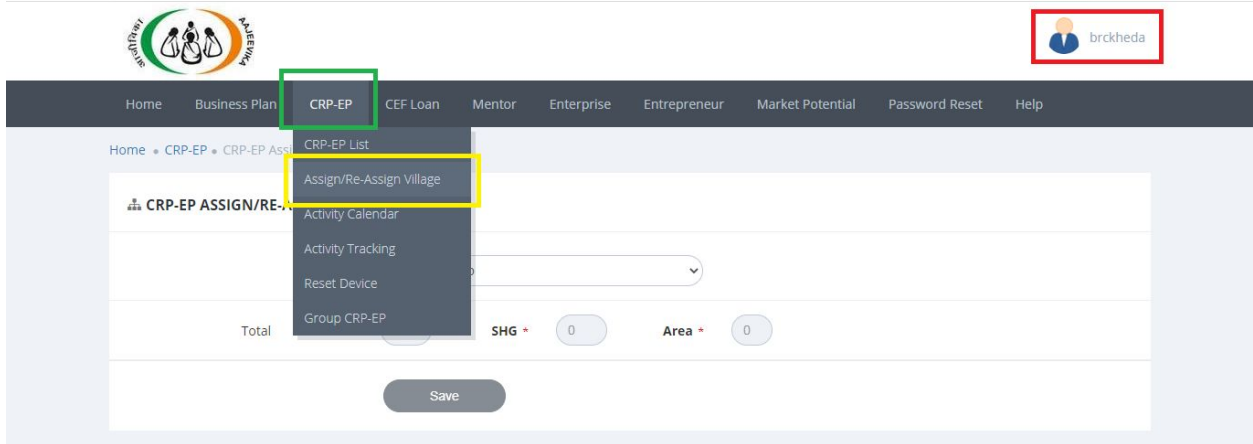 आजीविका
AAJEEVIKA
brckheda
Home Business Plan CRP-EP CEF Loan Mentor Enterprise Entrepreneur Market Potential Password Reset Help
Home CRP-EP CRP-EP Assi
CRP-EP List
Assign/Re-Assign Village
CRP-EP ASSIGN/RE-A
Activity Calendar
Activity Tracking
Reset Device
Group CRP-EP
Total SHG * 0 Area * 0
Save